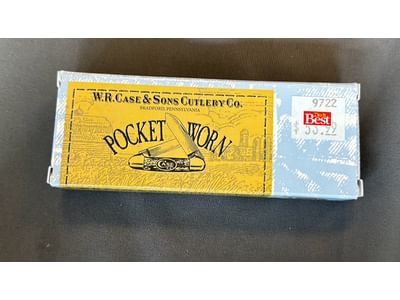 W.R. CASE & SONS CUTLERY CO.
BRADFORD, PENNSYLVANIA
POCKET WORN
CASE
9722
Best